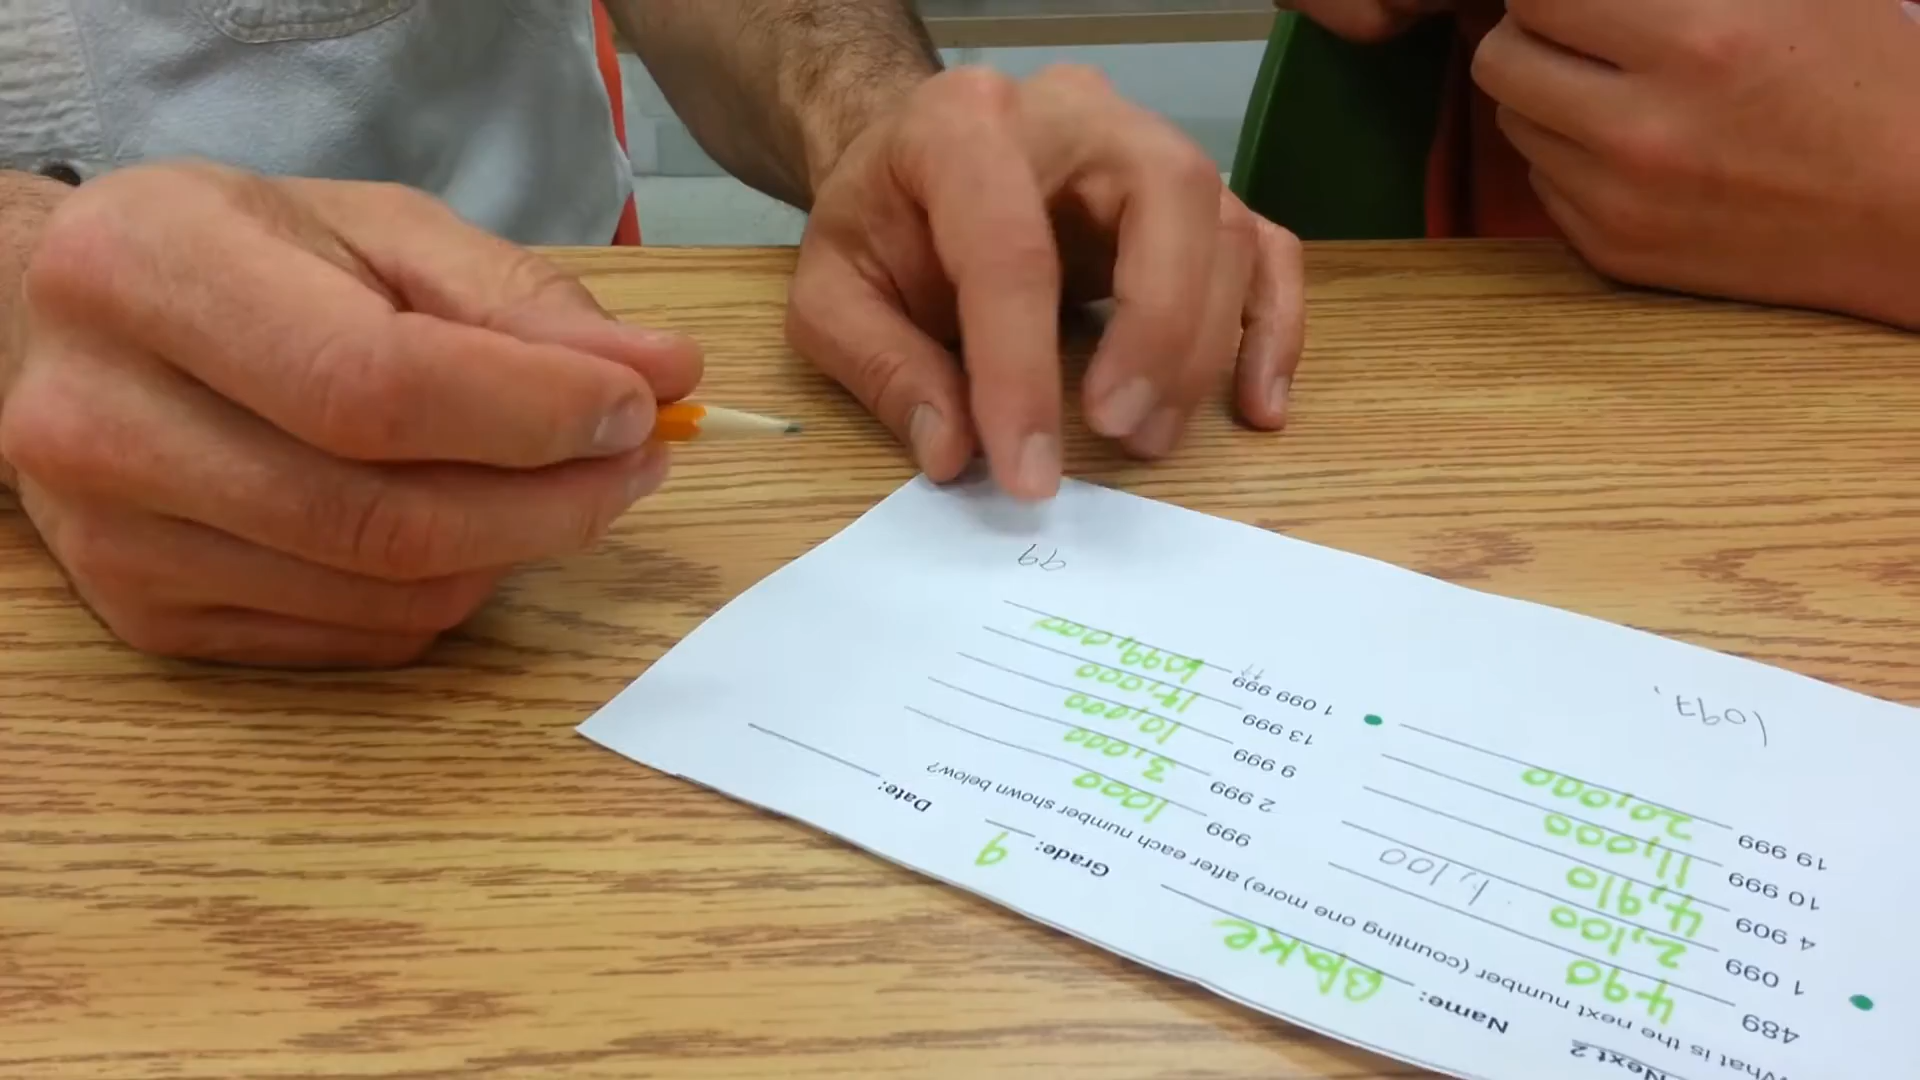 Next 2
Name: Blake Grade: 9 Date:
What is the next number (counting one more) after each number shown below?
489 490
1 099 2,100 1,100
4 909 4,910
10 999 11,000
19 999 20,000
999 1000
2 999 3,000
9 999 10,000
13 999 14,000
1 099 999
1097
99